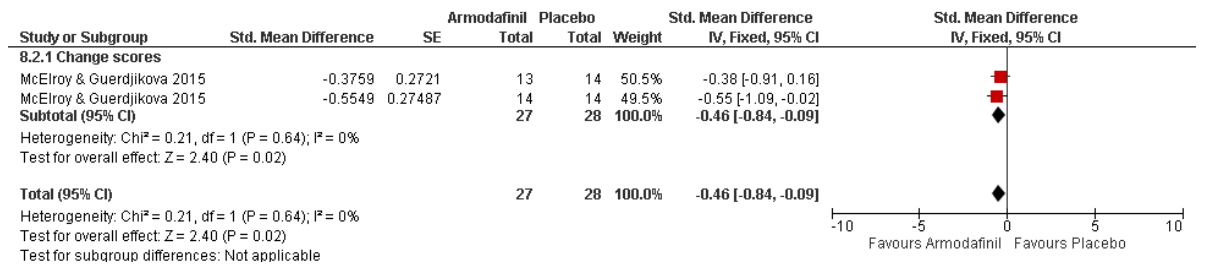 Armodafinil Placebo Std. Mean Difference Std. Mean Difference
Study or Subgroup Std. Mean Difference SE Total Total Weight IV, Fixed, 95% CI IV, Fixed, 95% CI
8.2.1 Change scores
McElroy & Guerdjikova 2015 -0.3759 0.2721 13 14 50.5% -0.38 [-0.91, 0.16]
McElroy & Guerdjikova 2015 -0.5549 0.27487 14 14 49.5% -0.55 [-1.09, -0.02]
Subtotal (95% CI) 27 28 100.0% -0.46 [-0.84, -0.09]
Heterogeneity: Chi² = 0.21, df = 1 (P = 0.64); I² = 0%
Test for overall effect: Z = 2.40 (P = 0.02)
Total (95% CI) 27 28 100.0% -0.46 [-0.84, -0.09]
Heterogeneity: Chi² = 0.21, df = 1 (P = 0.64); I² = 0%
-10 -5 0 5 10
Test for overall effect: Z = 2.40 (P = 0.02)
Favours Armodafinil Favours Placebo
Test for subgroup differences: Not applicable